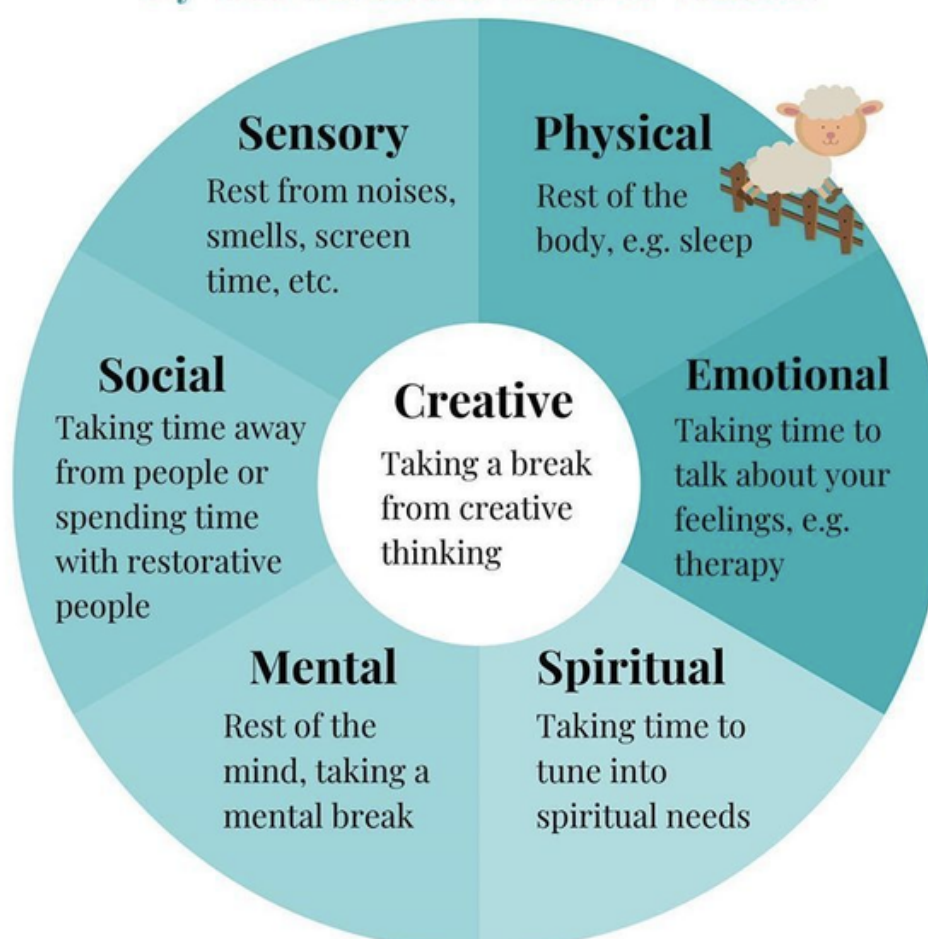 Sensory
Rest from noises,
smells, screen
time, etc.
Physical
Rest of the
body, e.g. sleep
Social
Taking time away
from people or
spending time
with restorative
people
Creative
Taking a break
from creative
thinking
Emotional
Taking time to
talk about your
feelings, e.g.
therapy
Mental
Rest of the
mind, taking a
mental break
Spiritual
Taking time to
tune into
spiritual needs